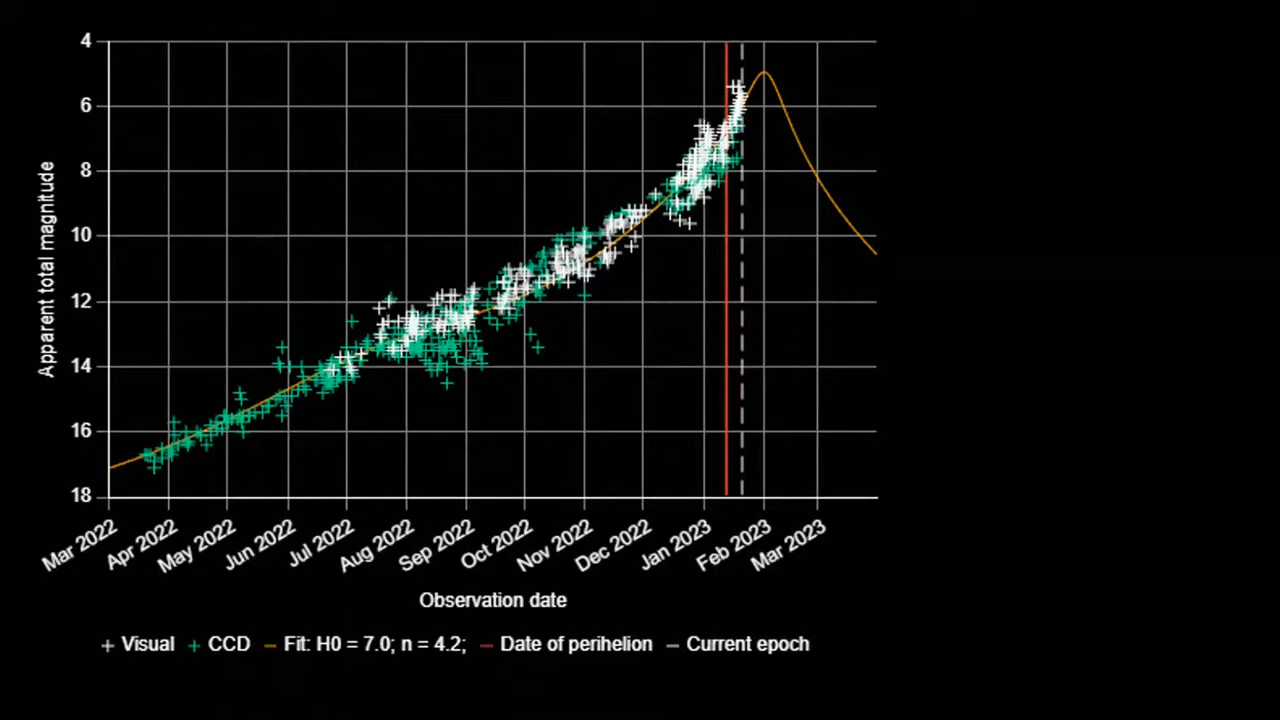 4
6
8
10
12
14
16
18
Apparent total magnitude
Mar 2022
Apr 2022
May 2022
Jun 2022
Jul 2022
Aug 2022
Sep 2022
Oct 2022
Nov 2022
Dec 2022
Jan 2023
Feb 2023
Mar 2023
Observation date
Visual CCD Fit: H0 = 7.0; n = 4.2; Date of perihelion Current epoch